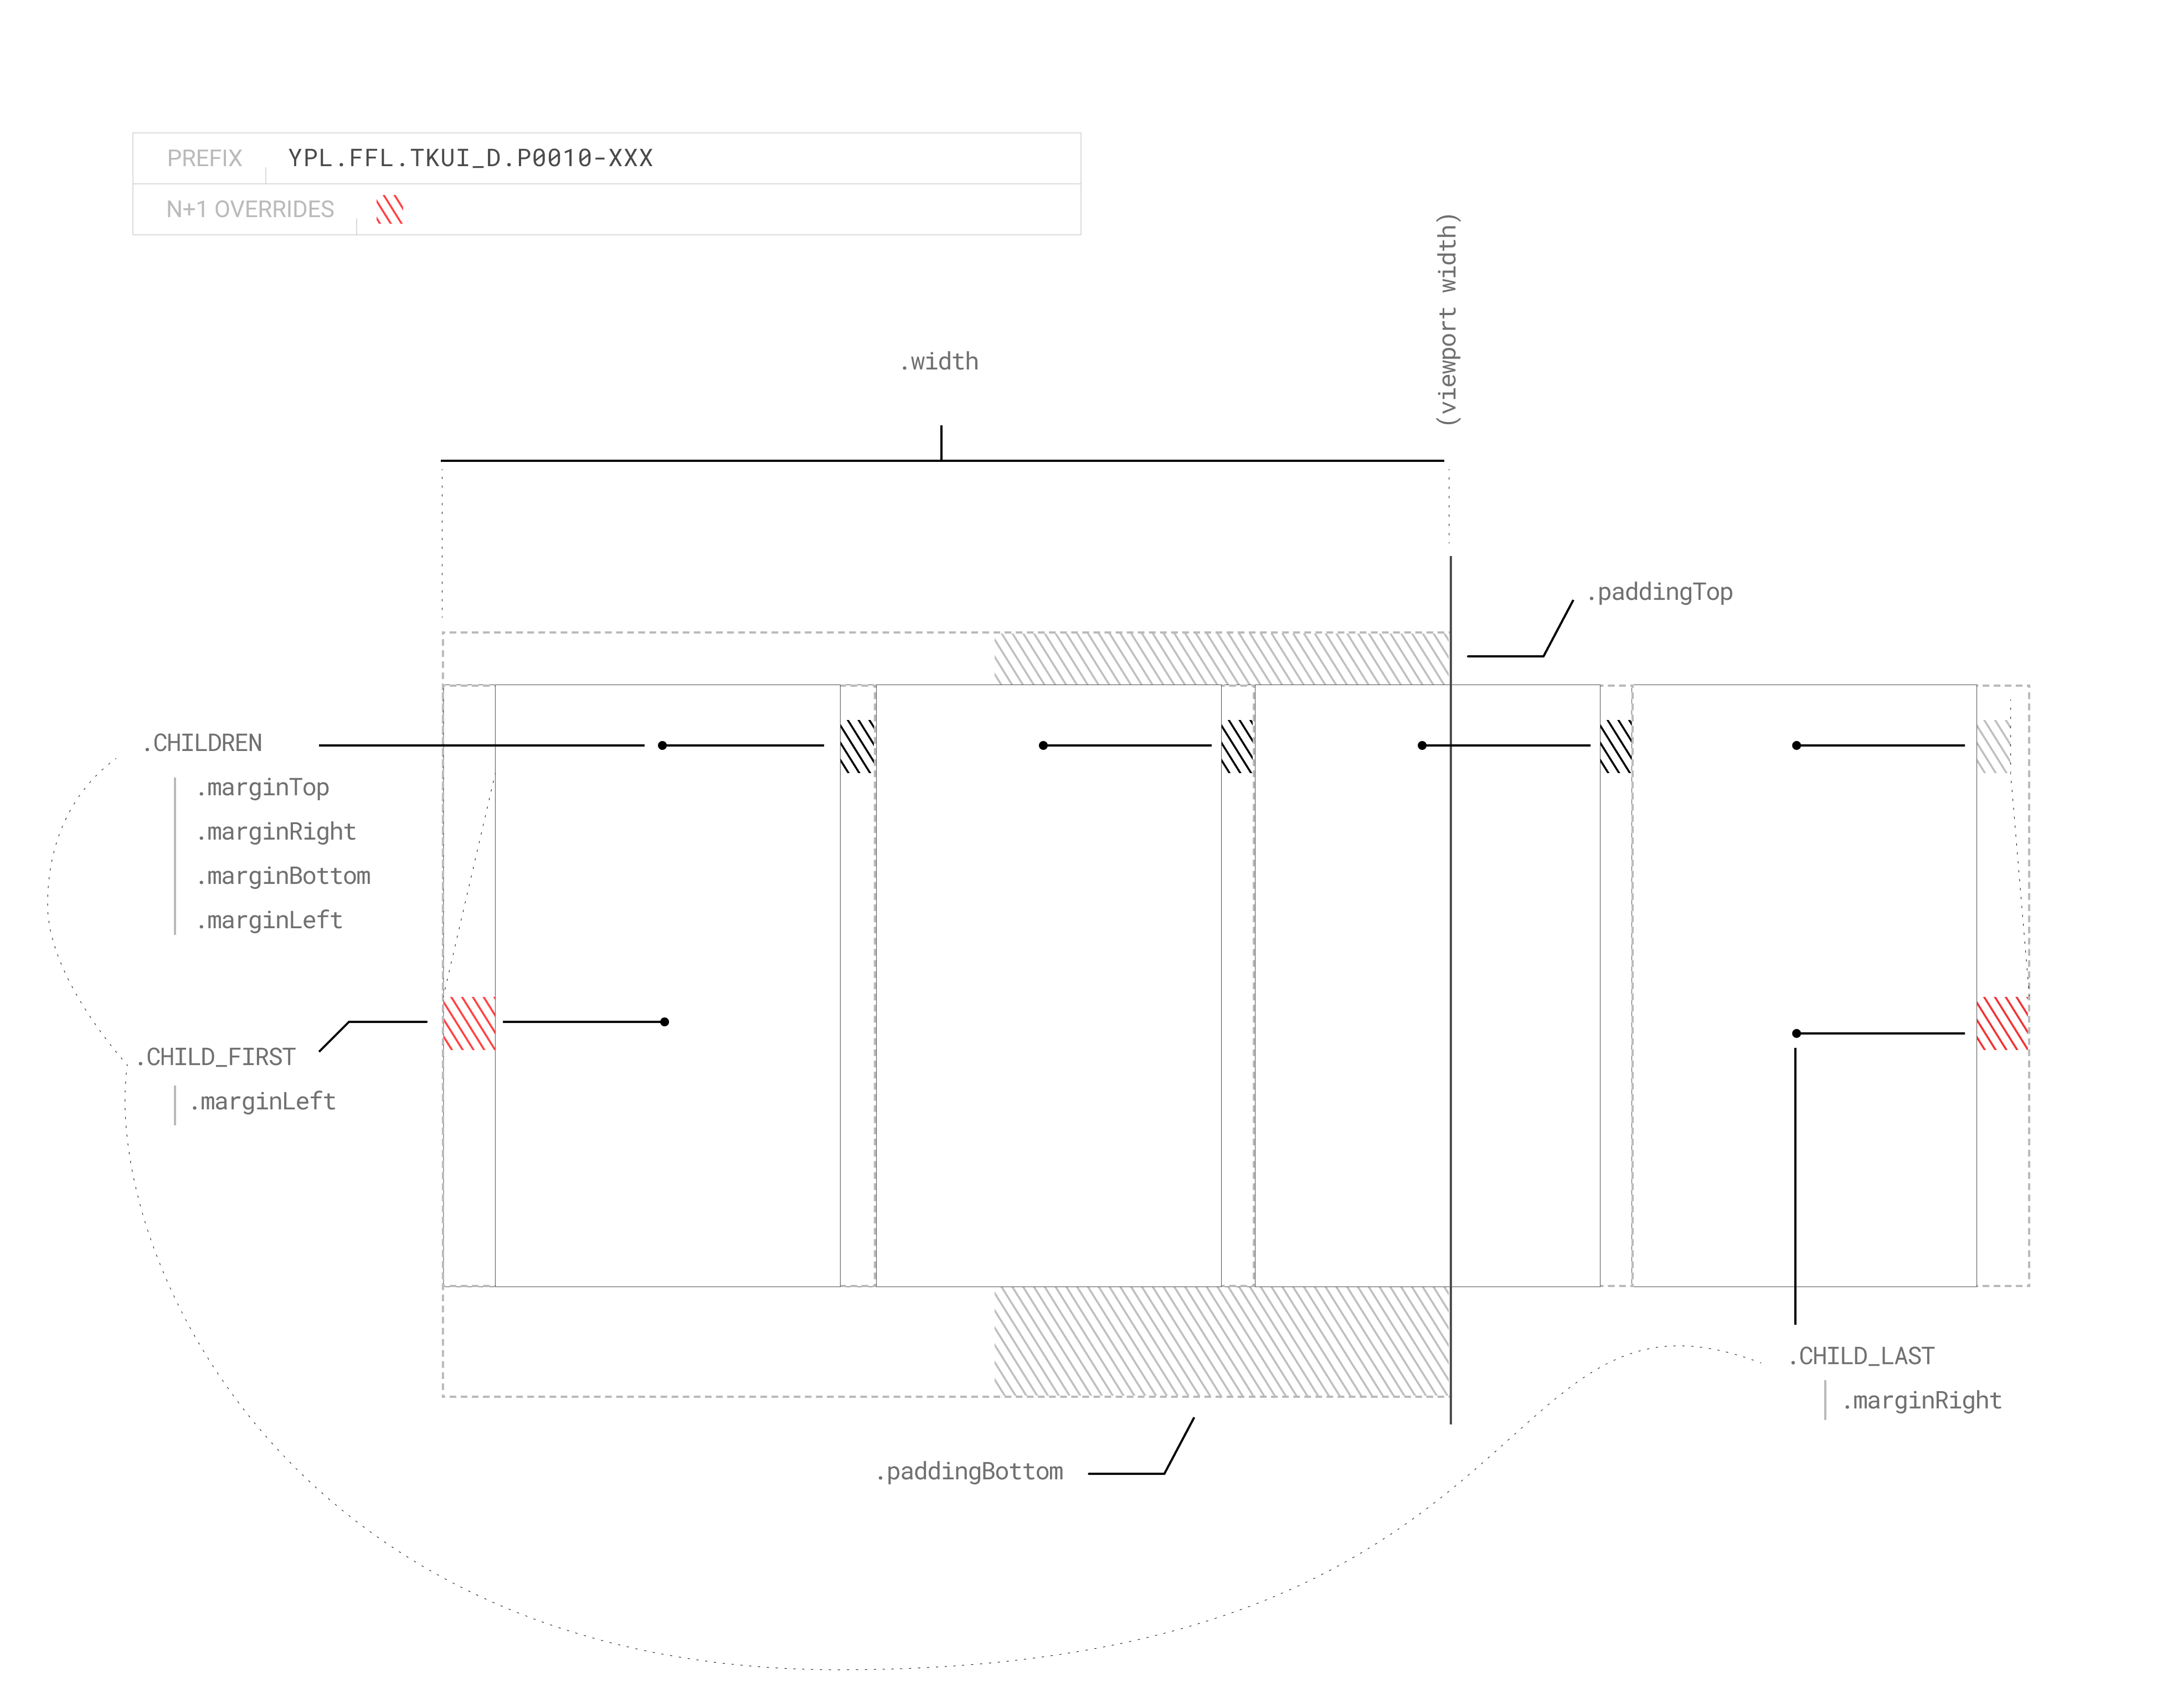 PREFIX YPL.FFL.TKUI_D.P0010-XXX
N+1 OVERRIDES
(viewport width)
.width
.paddingTop
.CHILDREN
.marginTop
.marginRight
.marginBottom
.marginLeft
.CHILD_FIRST
.marginLeft
.CHILD_LAST
.marginRight
.paddingBottom